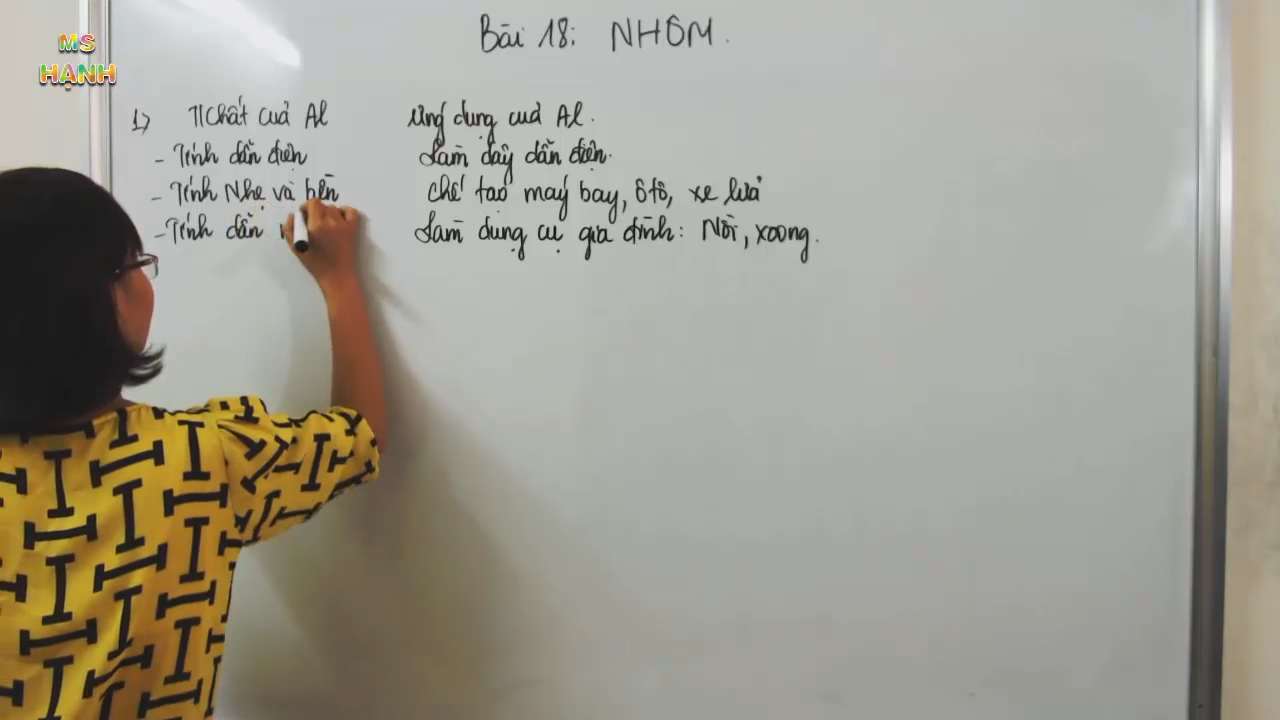 MS
HẠNH
Bài 18: NHÔM.
1) T/Chất của Al
Ứng dụng của Al.
- Tính dẫn điện
Làm dây dẫn điện.
- Tính Nhẹ và bền
Chế tạo máy bay, ôtô, xe lửa
- Tính dẫn
Làm dụng cụ gia đình: Nồi, xoong.